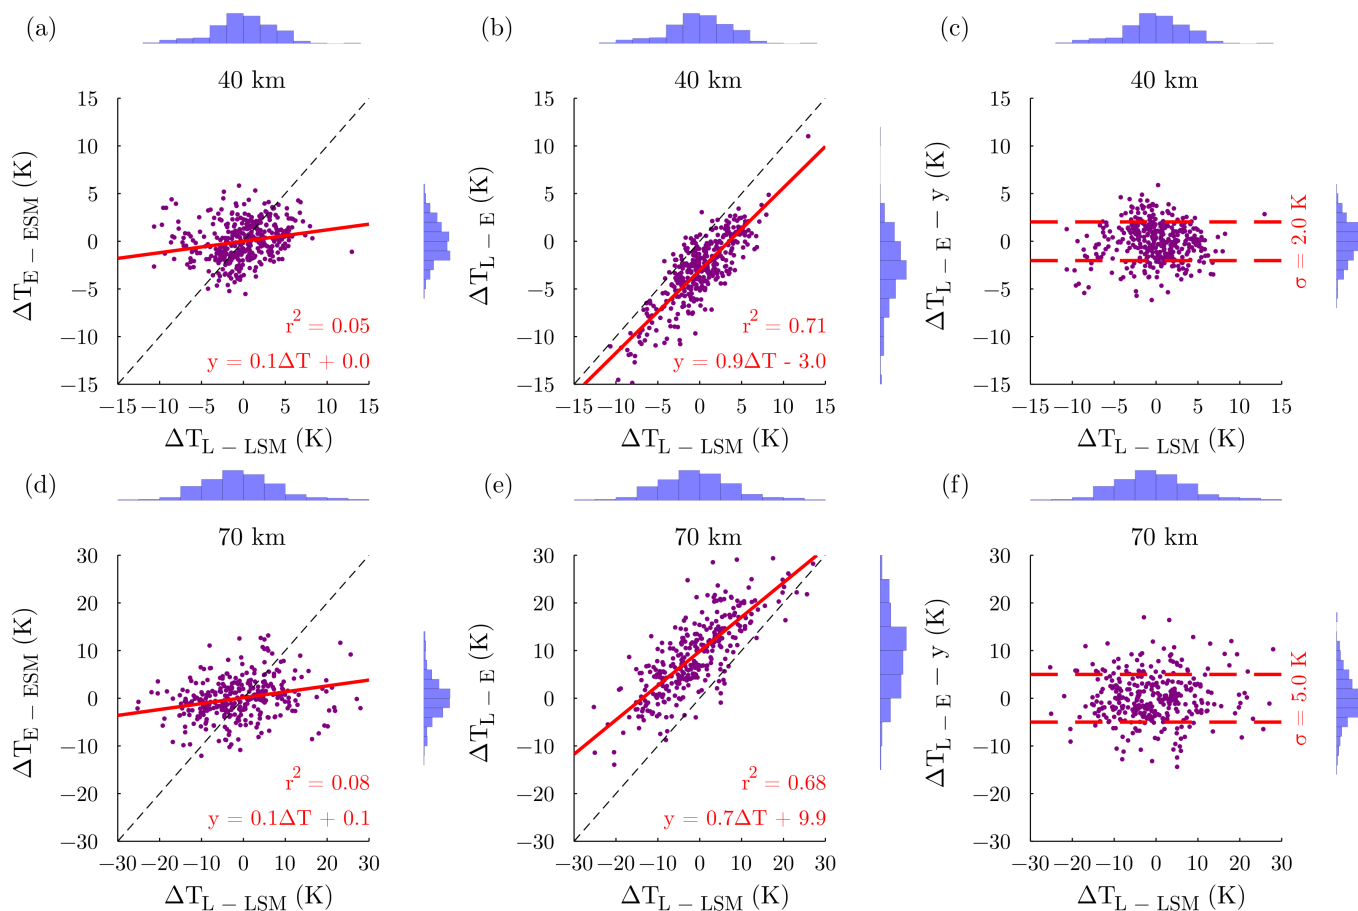 (a)
(b)
(c)
40 km
40 km
40 km
15
10
5
0
−5
−10
−15
ΔT_E − ESM (K)
r² = 0.05
y = 0.1ΔT + 0.0
−15 −10 −5 0 5 10 15
ΔT_L − LSM (K)
15
10
5
0
−5
−10
−15
ΔT_L − E (K)
r² = 0.71
y = 0.9ΔT - 3.0
−15 −10 −5 0 5 10 15
ΔT_L − LSM (K)
15
10
5
0
−5
−10
−15
ΔT_L − E − y (K)
σ = 2.0 K
−15 −10 −5 0 5 10 15
ΔT_L − LSM (K)
(d)
(e)
(f)
70 km
70 km
70 km
30
20
10
0
−10
−20
−30
ΔT_E − ESM (K)
r² = 0.08
y = 0.1ΔT + 0.1
−30 −20 −10 0 10 20 30
ΔT_L − LSM (K)
30
20
10
0
−10
−20
−30
ΔT_L − E (K)
r² = 0.68
y = 0.7ΔT + 9.9
−30 −20 −10 0 10 20 30
ΔT_L − LSM (K)
30
20
10
0
−10
−20
−30
ΔT_L − E − y (K)
σ = 5.0 K
−30 −20 −10 0 10 20 30
ΔT_L − LSM (K)